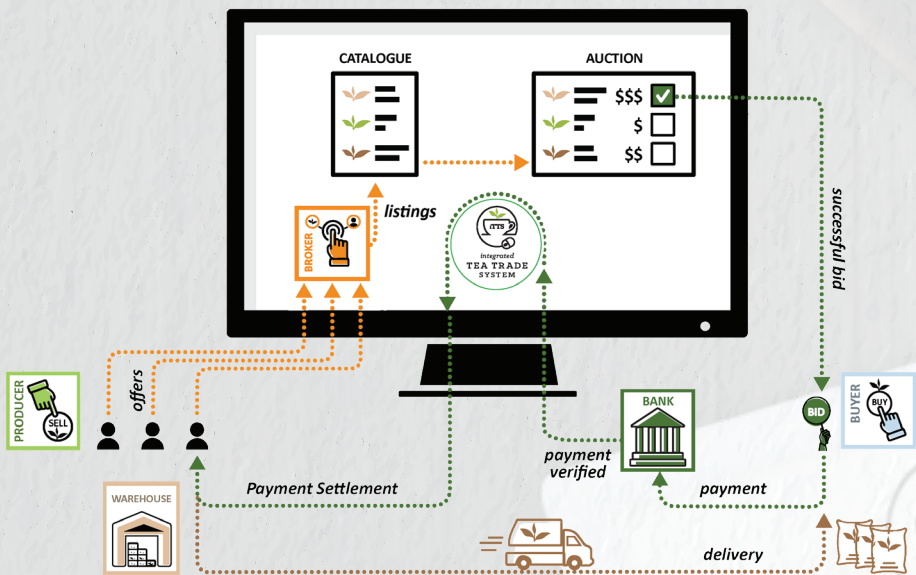 CATALOGUE
AUCTION
$$$
$
$$
listings
BROKER
iTTS
integrated
TEA TRADE
SYSTEM
successful bid
offers
PRODUCER
SELL
BANK
BID
BUYER
BUY
payment
verified
payment
Payment Settlement
WAREHOUSE
delivery